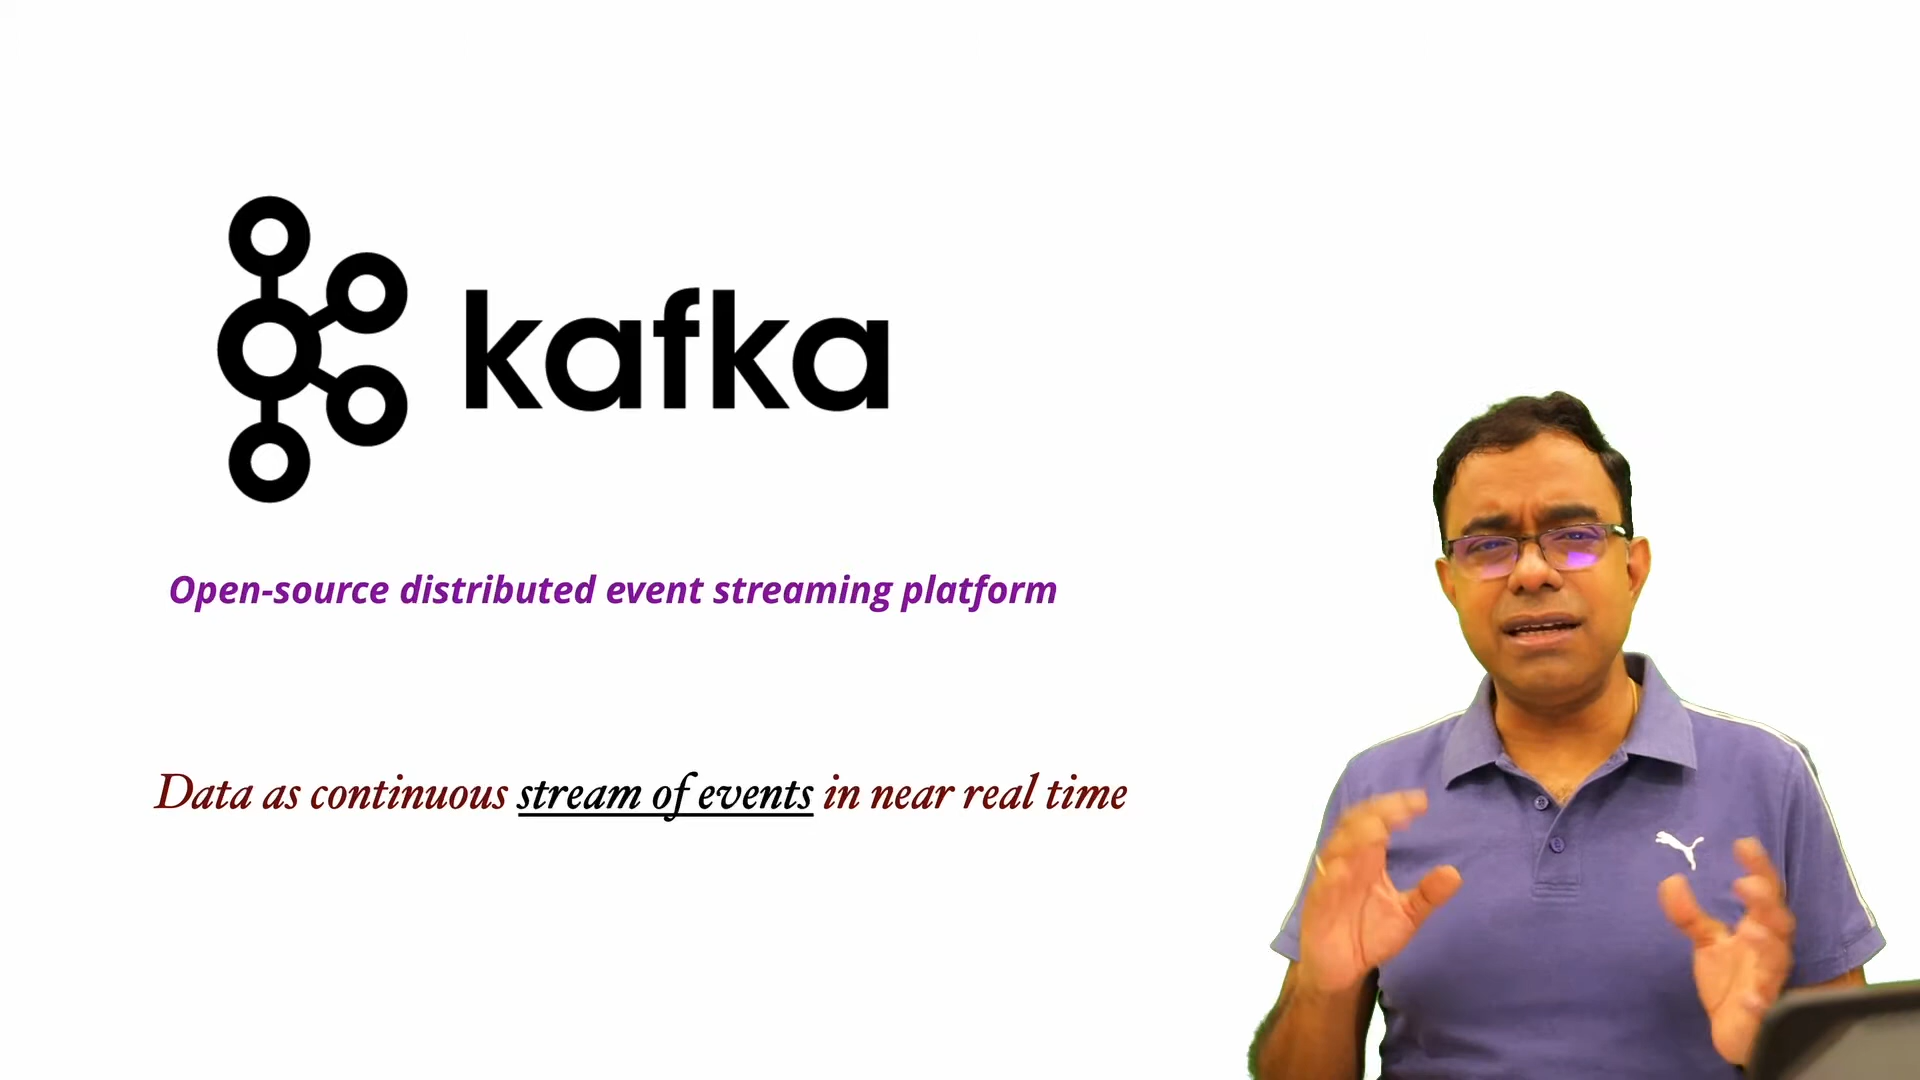 kafka
Open-source distributed event streaming platform
Data as continuous stream of events in near real time